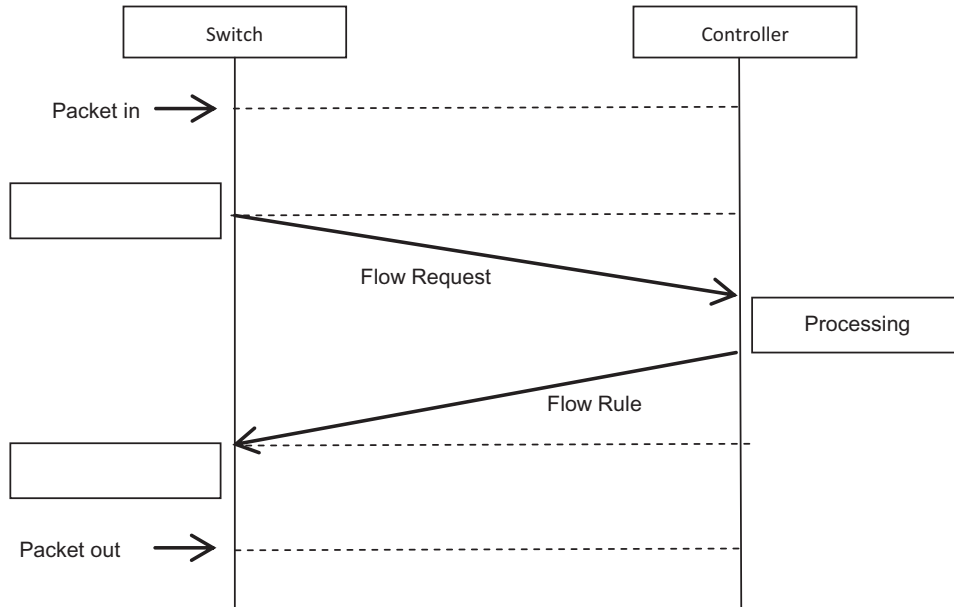 Switch
Controller
Packet in
Flow Request
Processing
Flow Rule
Packet out